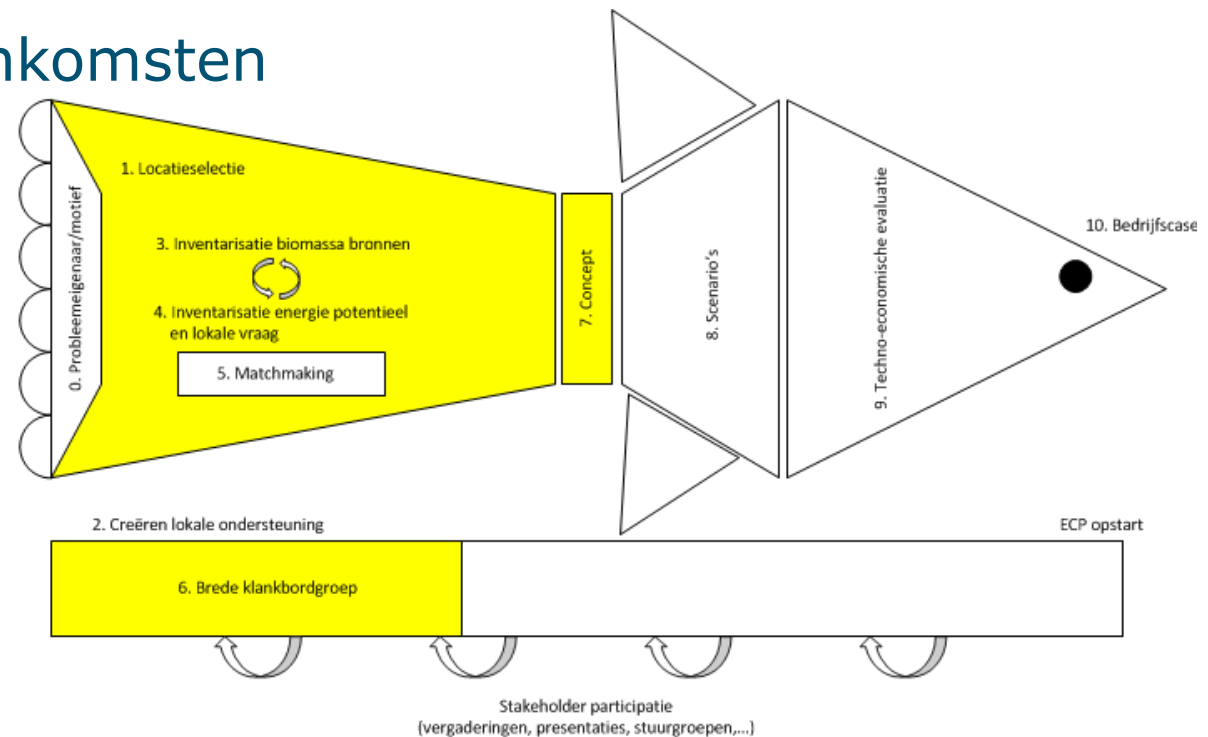 nkomsten
1. Locatieselectie
0. Probleemeigenaar/motief
3. Inventarisatie biomassa bronnen
4. Inventarisatie energie potentieel
en lokale vraag
5. Matchmaking
7. Concept
8. Scenario's
9. Techno-economische evaluatie
10. Bedrijfscase
2. Creëren lokale ondersteuning
ECP opstart
6. Brede klankbordgroep
Stakeholder participatie
(vergaderingen, presentaties, stuurgroepen,...)